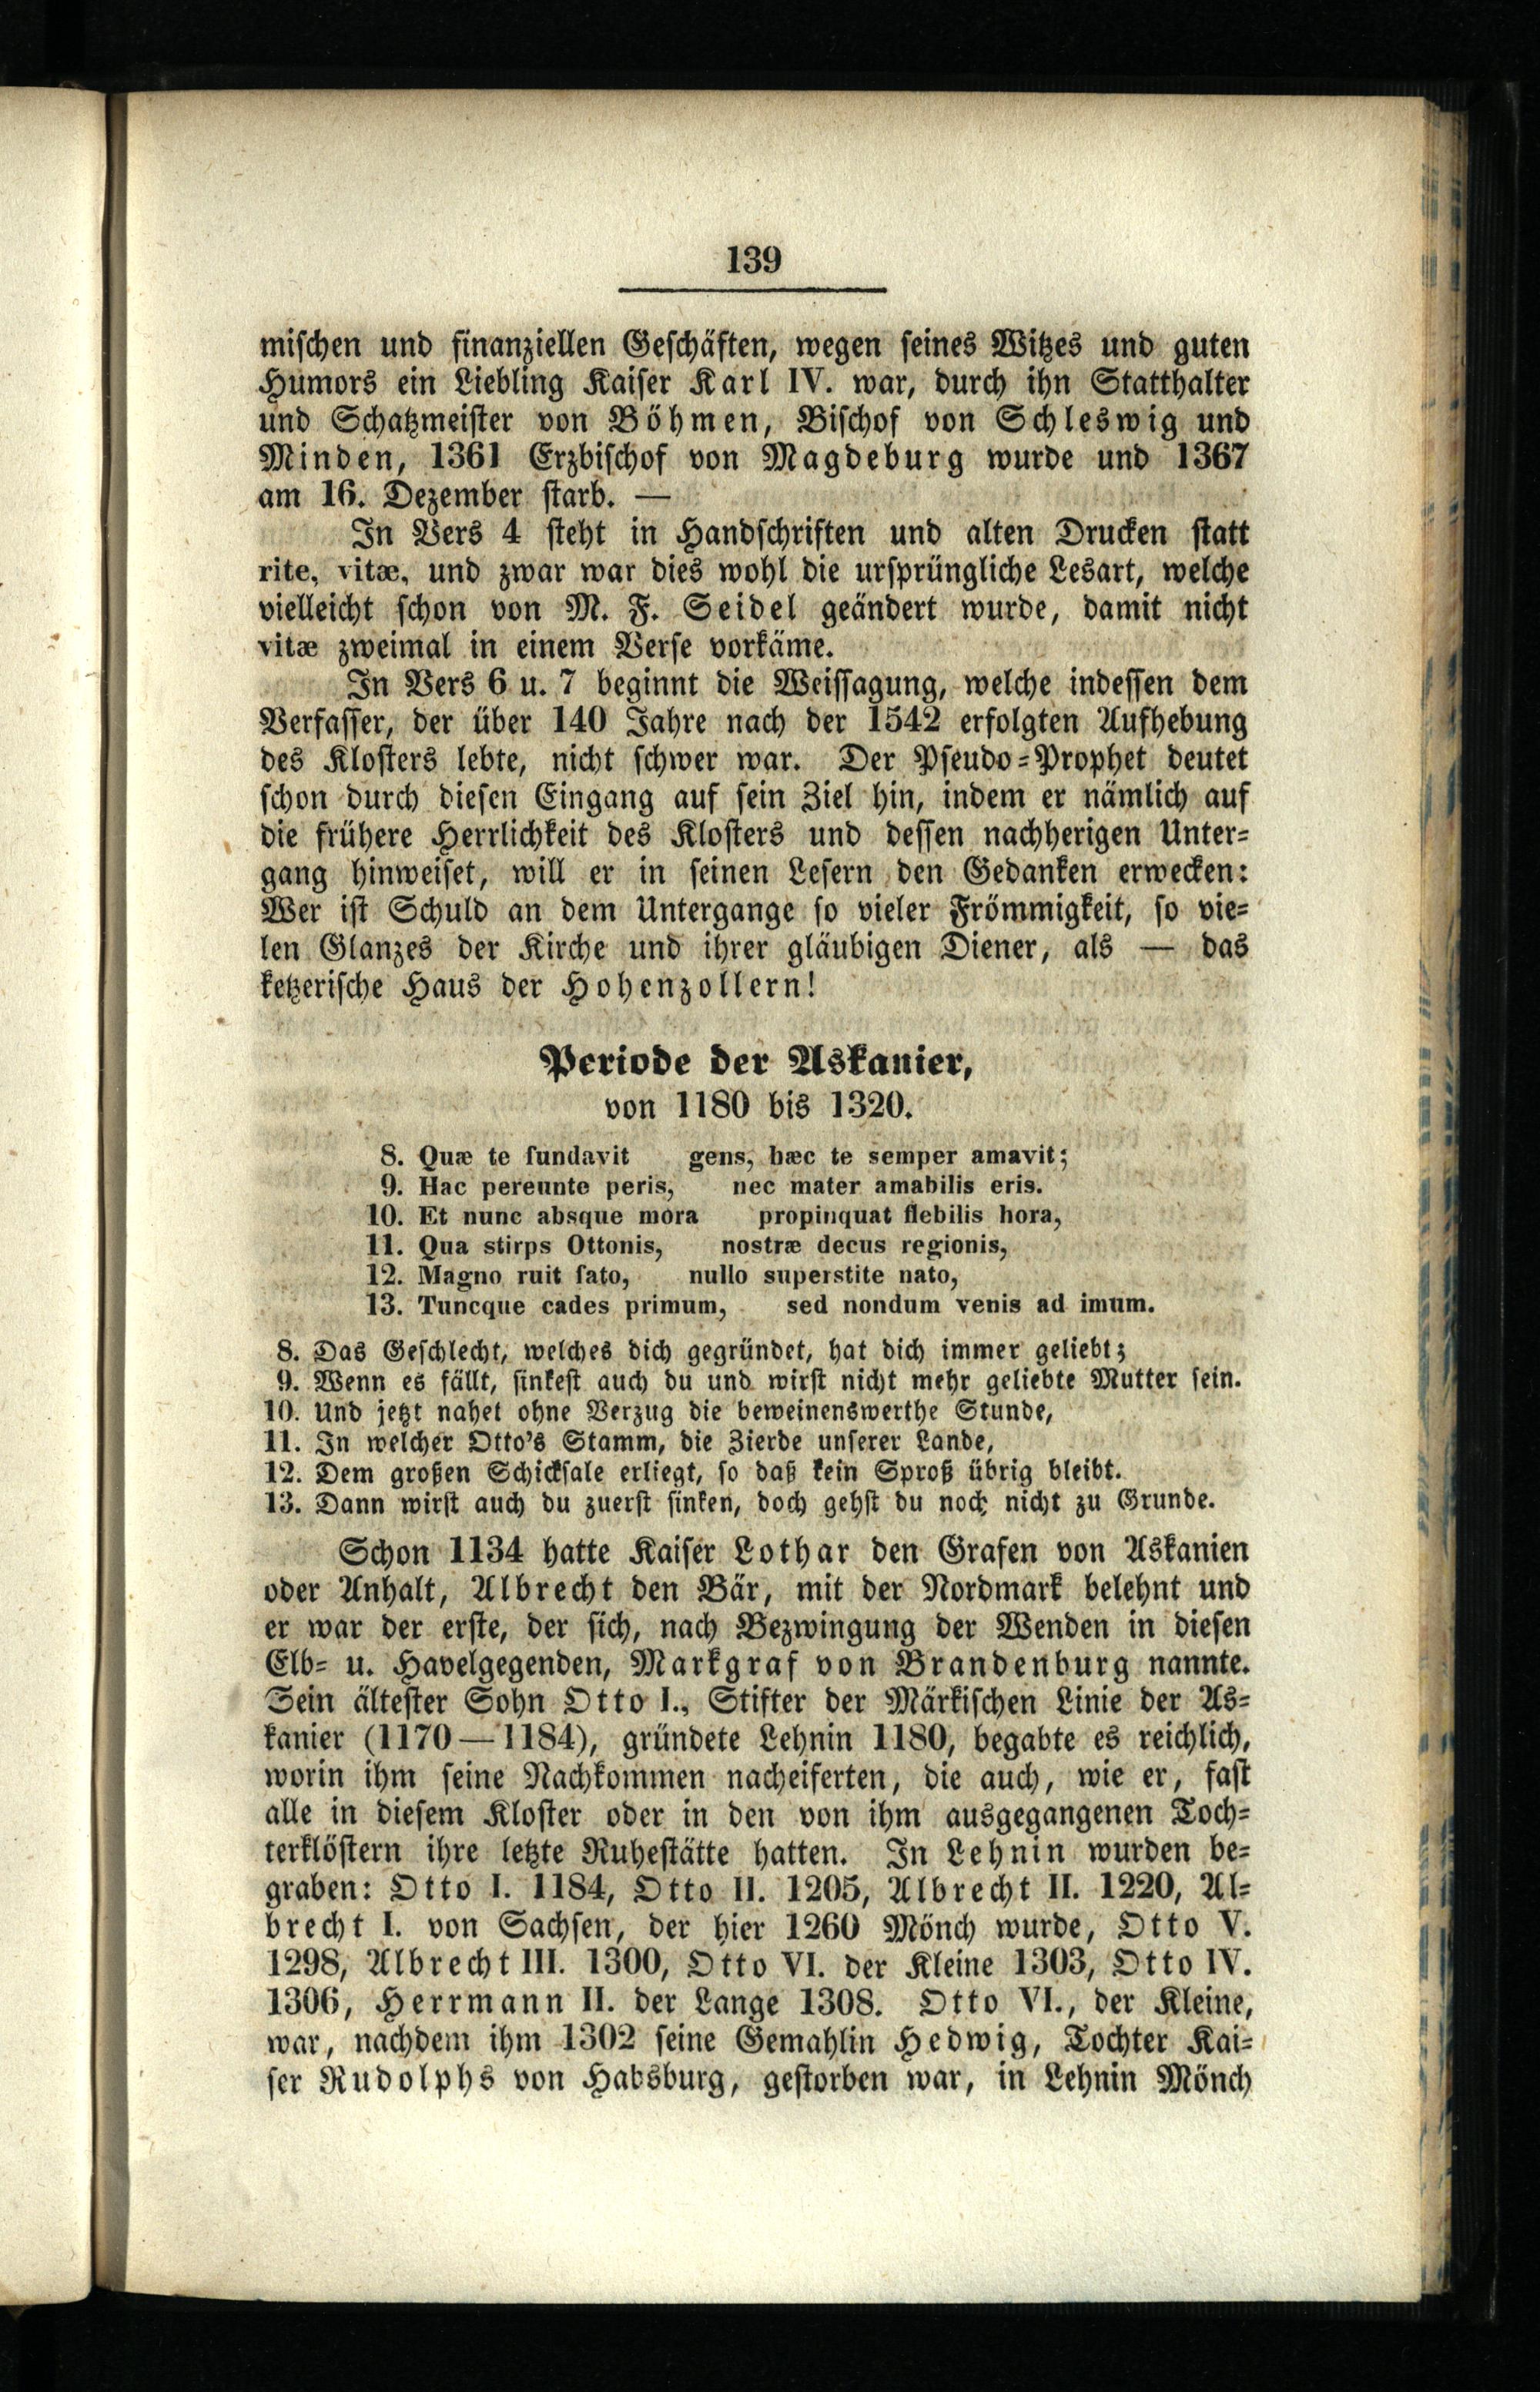 139
mischen und finanziellen Geschäften, wegen seines Witzes und guten
Humors ein Liebling Kaiser Karl IV. war, durch ihn Statthalter
und Schatzmeister von Böhmen, Bischof von Schleswig und
Minden, 1361 Erzbischof von Magdeburg wurde und 1367
am 16. Dezember starb. —
In Vers 4 steht in Handschriften und alten Drucken statt
rite, vitæ, und zwar war dies wohl die ursprüngliche Lesart, welche
vielleicht schon von M. F. Seidel geändert wurde, damit nicht
vitæ zweimal in einem Verse vorkäme.
In Vers 6 u. 7 beginnt die Weissagung, welche indessen dem
Verfasser, der über 140 Jahre nach der 1542 erfolgten Aufhebung
des Klosters lebte, nicht schwer war. Der Pseudo-Prophet deutet
schon durch diesen Eingang auf sein Ziel hin, indem er nämlich auf
die frühere Herrlichkeit des Klosters und dessen nachherigen Unter-
gang hinweiset, will er in seinen Lesern den Gedanken erwecken:
Wer ist Schuld an dem Untergange so vieler Frömmigkeit, so vie-
len Glanzes der Kirche und ihrer gläubigen Diener, als — das
ketzerische Haus der Hohenzollern!
Periode der Askanier,
von 1180 bis 1320.
8. Quæ te fundavit gens, hæc te semper amavit;
9. Hac pereunte peris, nec mater amabilis eris.
10. Et nunc absque mora propinquat flebilis hora,
11. Qua stirps Ottonis, nostræ decus regionis,
12. Magno ruit fato, nullo superstite nato,
13. Tuncque cades primum, sed nondum venis ad imum.
8. Das Geschlecht, welches dich gegründet, hat dich immer geliebt;
9. Wenn es fällt, sinkest auch du und wirst nicht mehr geliebte Mutter sein.
10. Und jetzt nahet ohne Verzug die beweinenswerthe Stunde,
11. In welcher Otto's Stamm, die Zierde unserer Lande,
12. Dem großen Schicksale erliegt, so daß kein Sproß übrig bleibt.
13. Dann wirst auch du zuerst sinken, doch gehst du noch nicht zu Grunde.
Schon 1134 hatte Kaiser Lothar den Grafen von Askanien
oder Anhalt, Albrecht den Bär, mit der Nordmark belehnt und
er war der erste, der sich, nach Bezwingung der Wenden in diesen
Elb- u. Havelgegenden, Markgraf von Brandenburg nannte.
Sein ältester Sohn Otto I., Stifter der Märkischen Linie der As-
kanier (1170—1184), gründete Lehnin 1180, begabte es reichlich,
worin ihm seine Nachkommen nacheiferten, die auch, wie er, fast
alle in diesem Kloster oder in den von ihm ausgegangenen Toch-
terklöstern ihre letzte Ruhestätte hatten. In Lehnin wurden be-
graben: Otto I. 1184, Otto II. 1205, Albrecht II. 1220, Al-
brecht I. von Sachsen, der hier 1260 Mönch wurde, Otto V.
1298, Albrecht III. 1300, Otto VI. der Kleine 1303, Otto IV.
1306, Herrmann II. der Lange 1308. Otto VI., der Kleine,
war, nachdem ihm 1302 seine Gemahlin Hedwig, Tochter Kai-
ser Rudolphs von Habsburg, gestorben war, in Lehnin Mönch